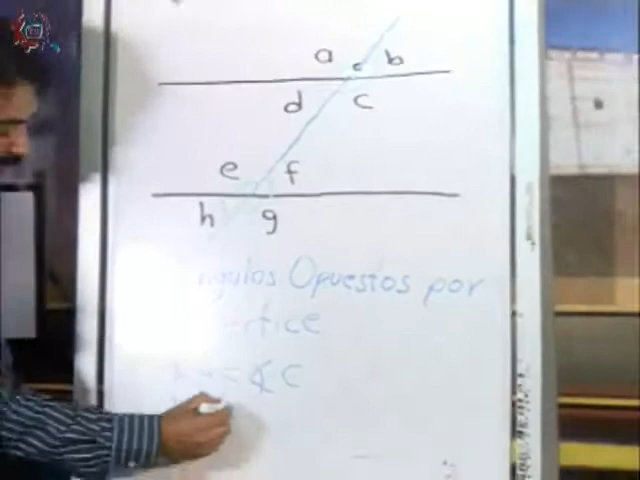 a b
d c
e f
h g
ngulos Opuestos por
rtice
= ∢ C